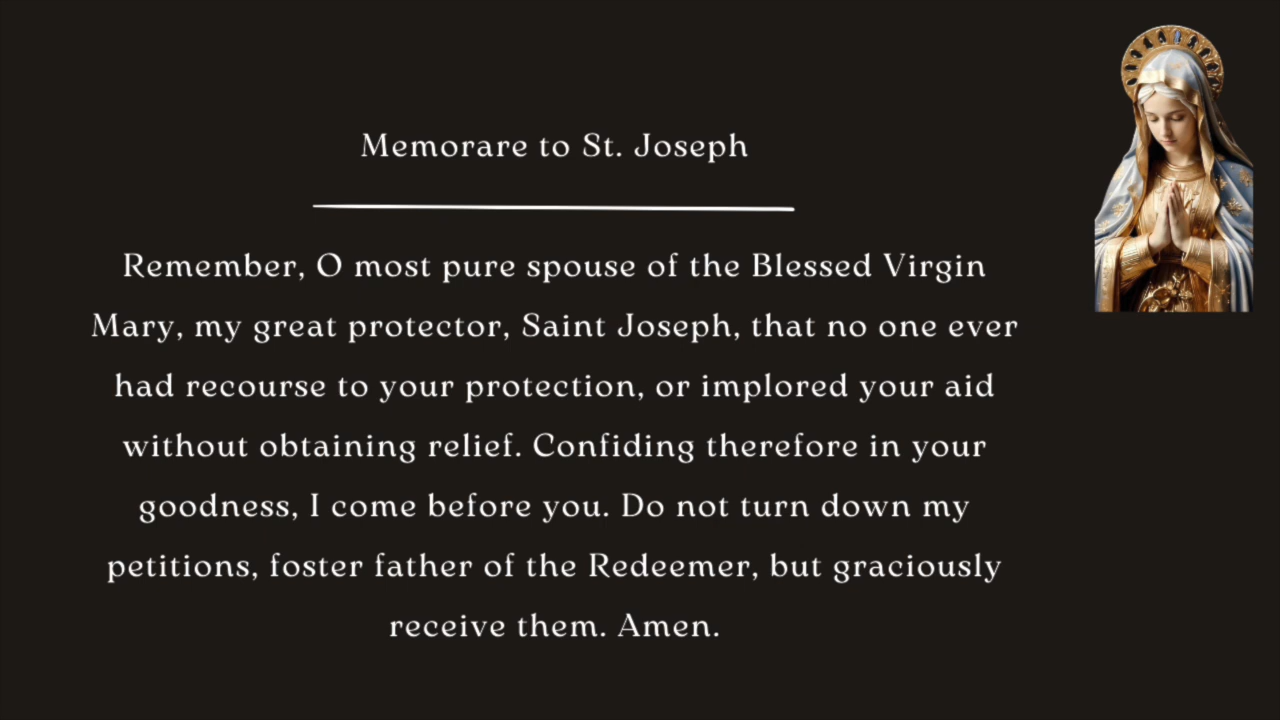 Memorare to St. Joseph
Remember, O most pure spouse of the Blessed Virgin
Mary, my great protector, Saint Joseph, that no one ever
had recourse to your protection, or implored your aid
without obtaining relief. Confiding therefore in your
goodness, I come before you. Do not turn down my
petitions, foster father of the Redeemer, but graciously
receive them. Amen.